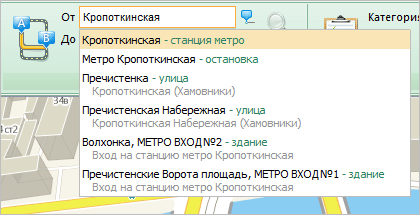 А
В
От Кропоткинская
Категория
До
Кропоткинская - станция метро
Метро Кропоткинская - остановка
Пречистенка - улица
Кропоткинская (Хамовники)
Пречистенская Набережная - улица
Кропоткинская Набережная (Хамовники)
Волхонка, МЕТРО ВХОД№2 - здание
Вход на станцию метро Кропоткинская
Пречистенские Ворота площадь, МЕТРО ВХОД№1 - здание
Вход на станцию метро Кропоткинская
34в
4 ст2